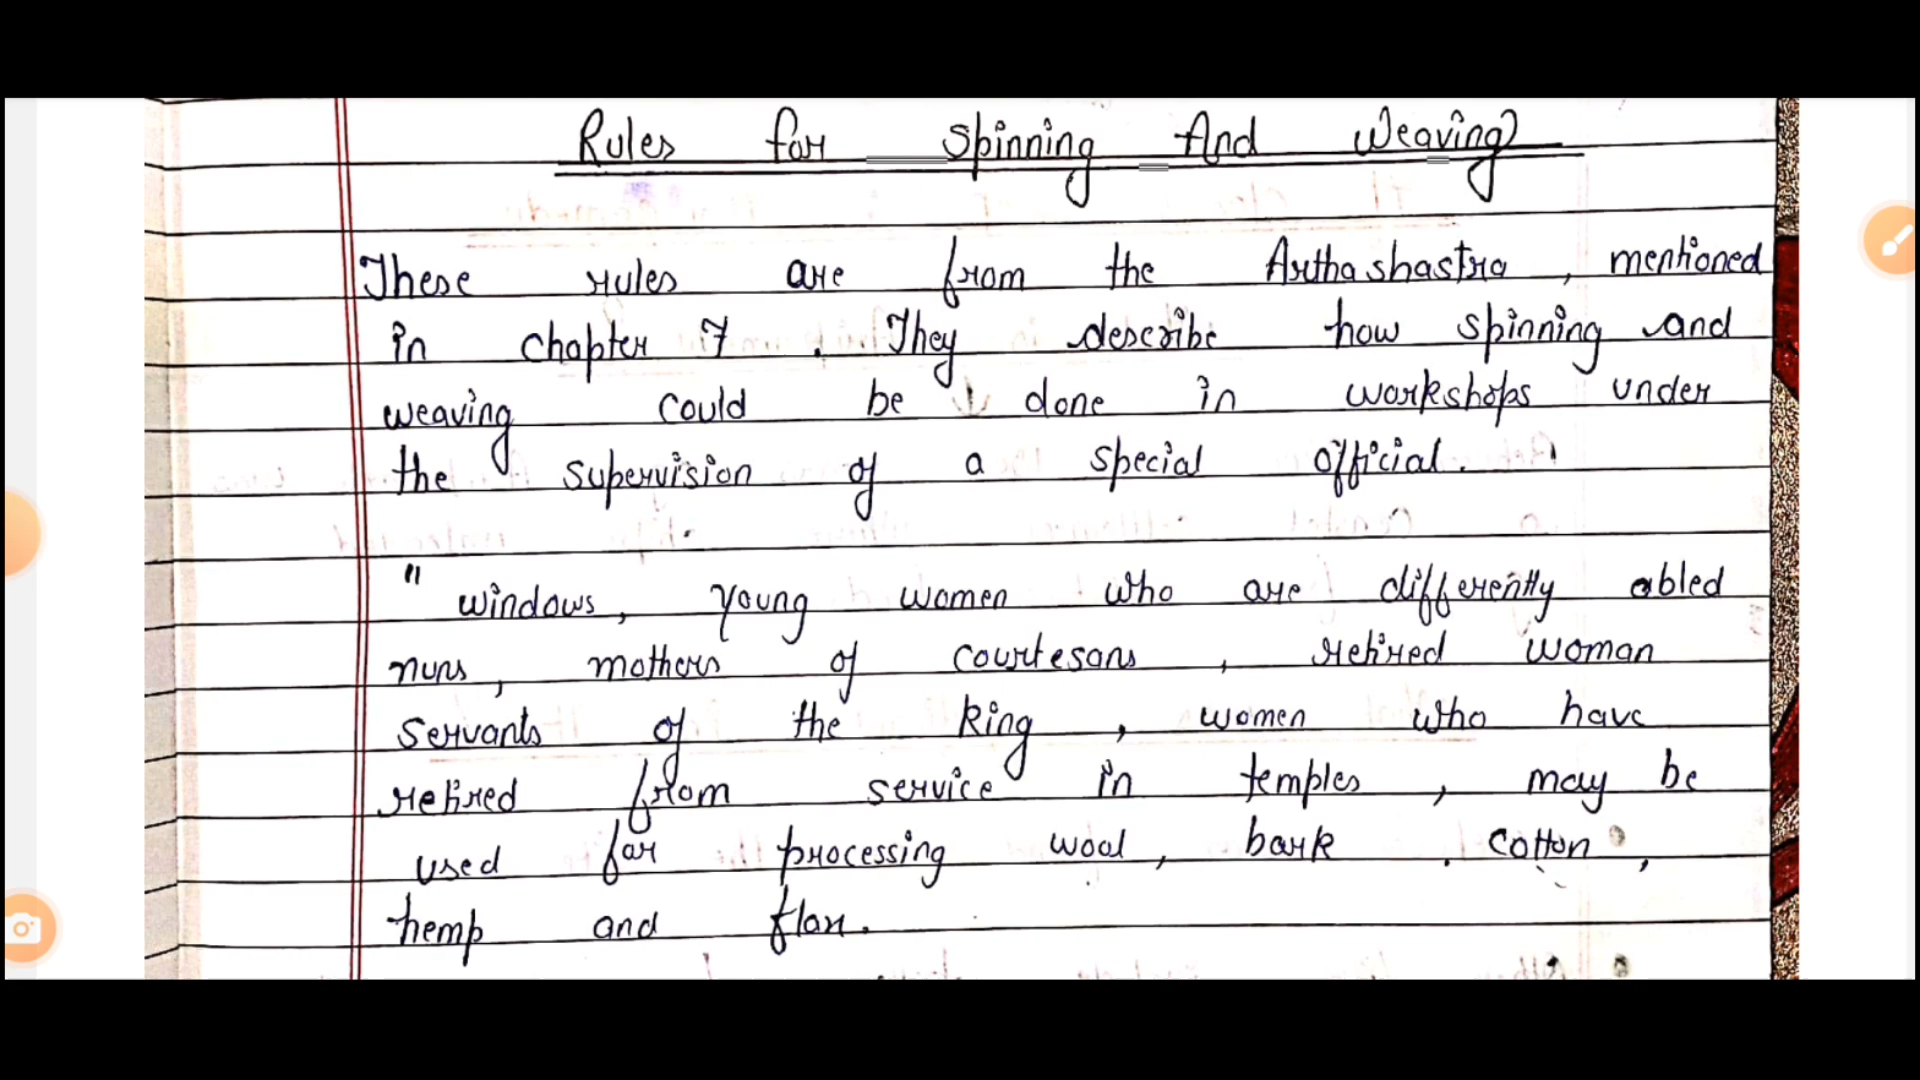 Rules for spinning And weaving
These rules are from the Arthashastra, mentioned
in chapter 7. They describe how spinning and
weaving could be done in workshops under
the supervision of a special official.
" windows, young women who are differently abled
nuns, mothers of courtesans, retired woman
servants of the king, women who have
retired from service in temples, may be
used for processing wool, bark. cotton,
hemp and flax.